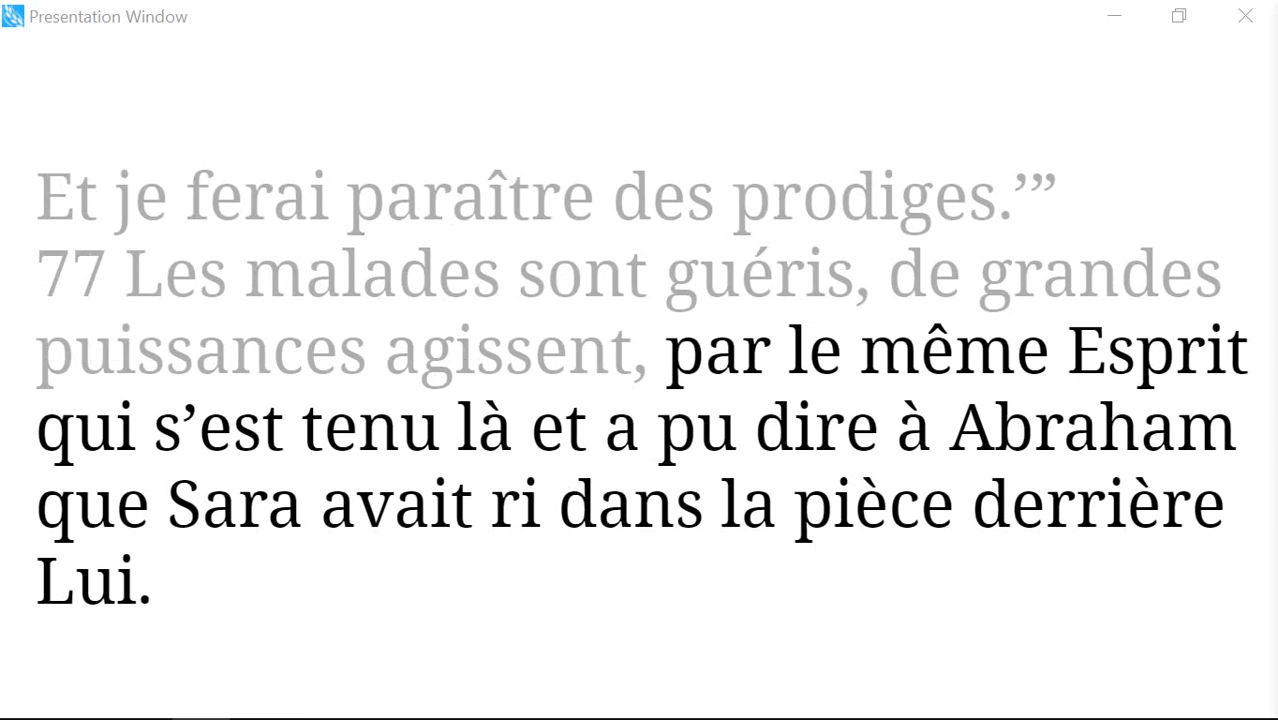 Presentation Window
Et je ferai paraître des prodiges.’”
77 Les malades sont guéris, de grandes
puissances agissent, par le même Esprit
qui s’est tenu là et a pu dire à Abraham
que Sara avait ri dans la pièce derrière
Lui.